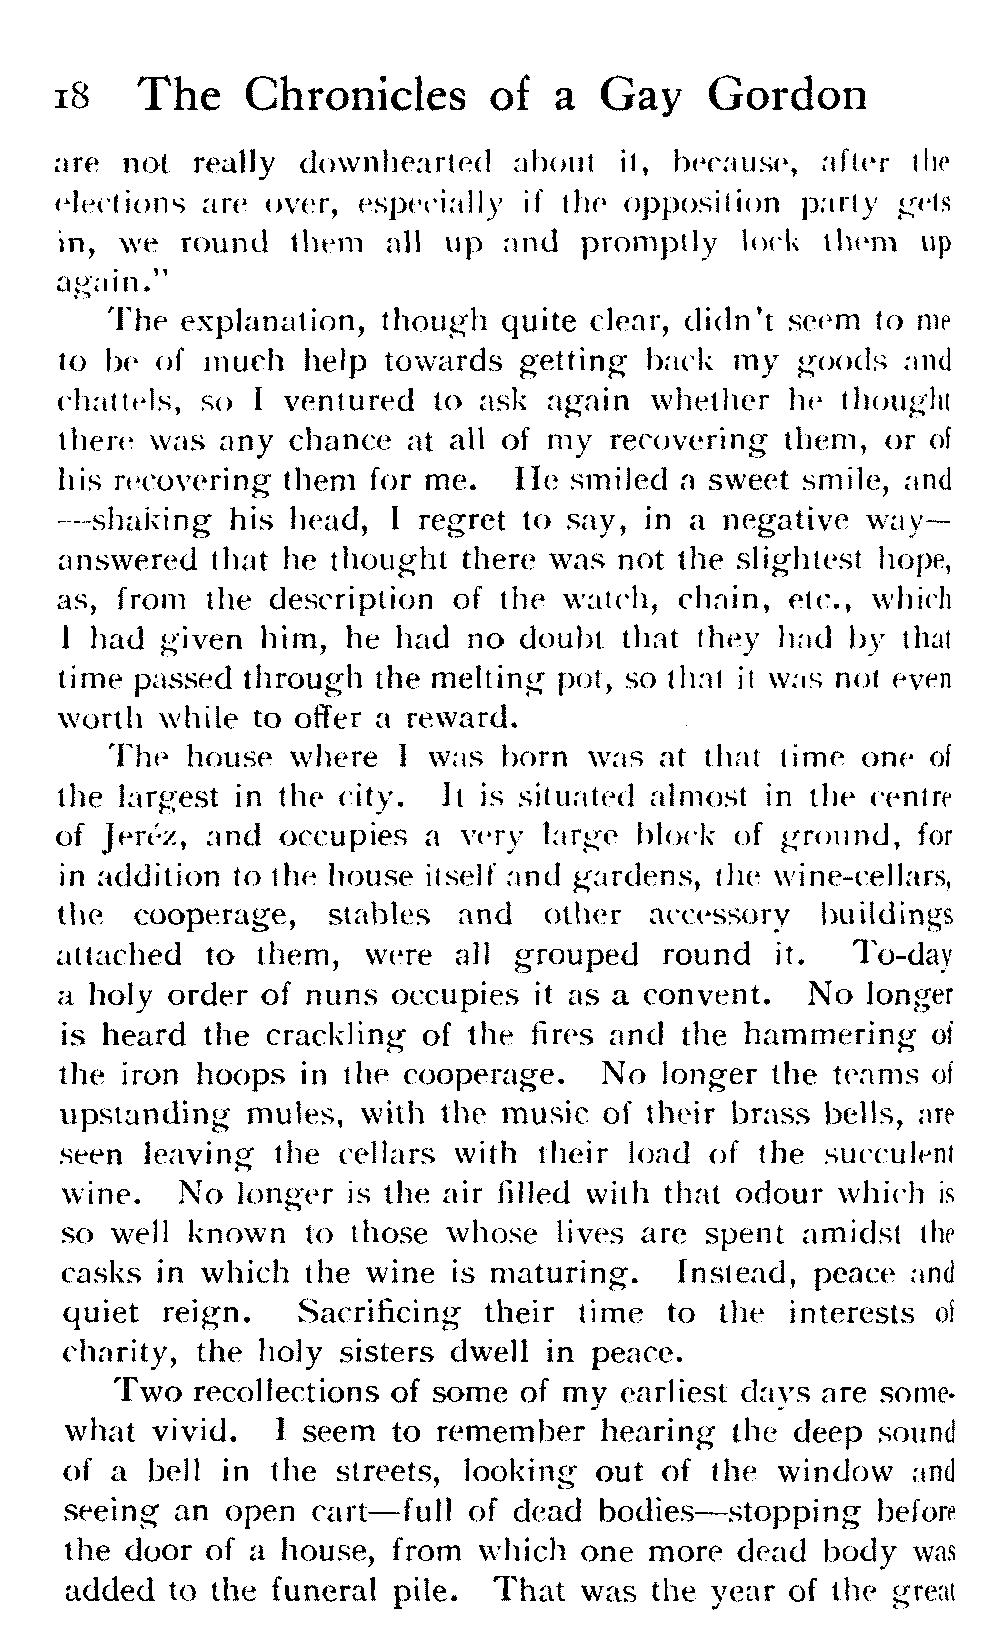 18 The Chronicles of a Gay Gordon
are not really downhearted about it, because, after the
elections are over, especially if the opposition party gets
in, we round them all up and promptly lock them up
again."
The explanation, though quite clear, didn't seem to me
to be of much help towards getting back my goods and
chattels, so I ventured to ask again whether he thought
there was any chance at all of my recovering them, or of
his recovering them for me. He smiled a sweet smile, and
—shaking his head, I regret to say, in a negative way—
answered that he thought there was not the slightest hope,
as, from the description of the watch, chain, etc., which
I had given him, he had no doubt that they had by that
time passed through the melting pot, so that it was not even
worth while to offer a reward.
The house where I was born was at that time one of
the largest in the city. It is situated almost in the centre
of Jeréz, and occupies a very large block of ground, for
in addition to the house itself and gardens, the wine-cellars,
the cooperage, stables and other accessory buildings
attached to them, were all grouped round it. To-day
a holy order of nuns occupies it as a convent. No longer
is heard the crackling of the fires and the hammering of
the iron hoops in the cooperage. No longer the teams of
upstanding mules, with the music of their brass bells, are
seen leaving the cellars with their load of the succulent
wine. No longer is the air filled with that odour which is
so well known to those whose lives are spent amidst the
casks in which the wine is maturing. Instead, peace and
quiet reign. Sacrificing their time to the interests of
charity, the holy sisters dwell in peace.
Two recollections of some of my earliest days are some-
what vivid. I seem to remember hearing the deep sound
of a bell in the streets, looking out of the window and
seeing an open cart—full of dead bodies—stopping before
the door of a house, from which one more dead body was
added to the funeral pile. That was the year of the great